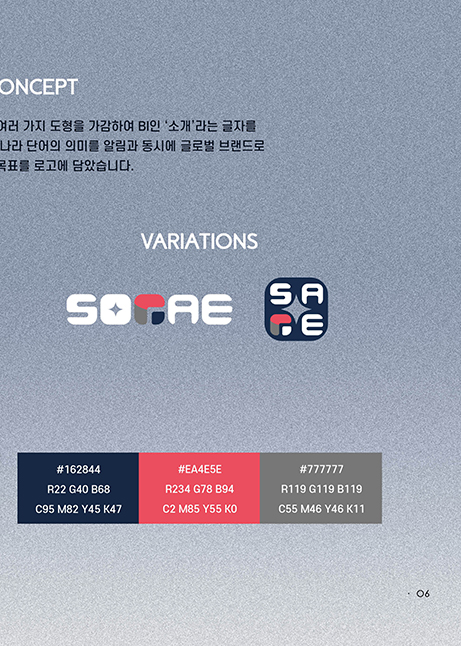 ONCEPT
여러 가지 도형을 가감하여 BI인 ‘소개’라는 글자를
나라 단어의 의미를 알림과 동시에 글로벌 브랜드로
목표를 로고에 담았습니다.
VARIATIONS
#162844
R22 G40 B68
C95 M82 Y45 K47
#EA4E5E
R234 G78 B94
C2 M85 Y55 K0
#777777
R119 G119 B119
C55 M46 Y46 K11
· 06